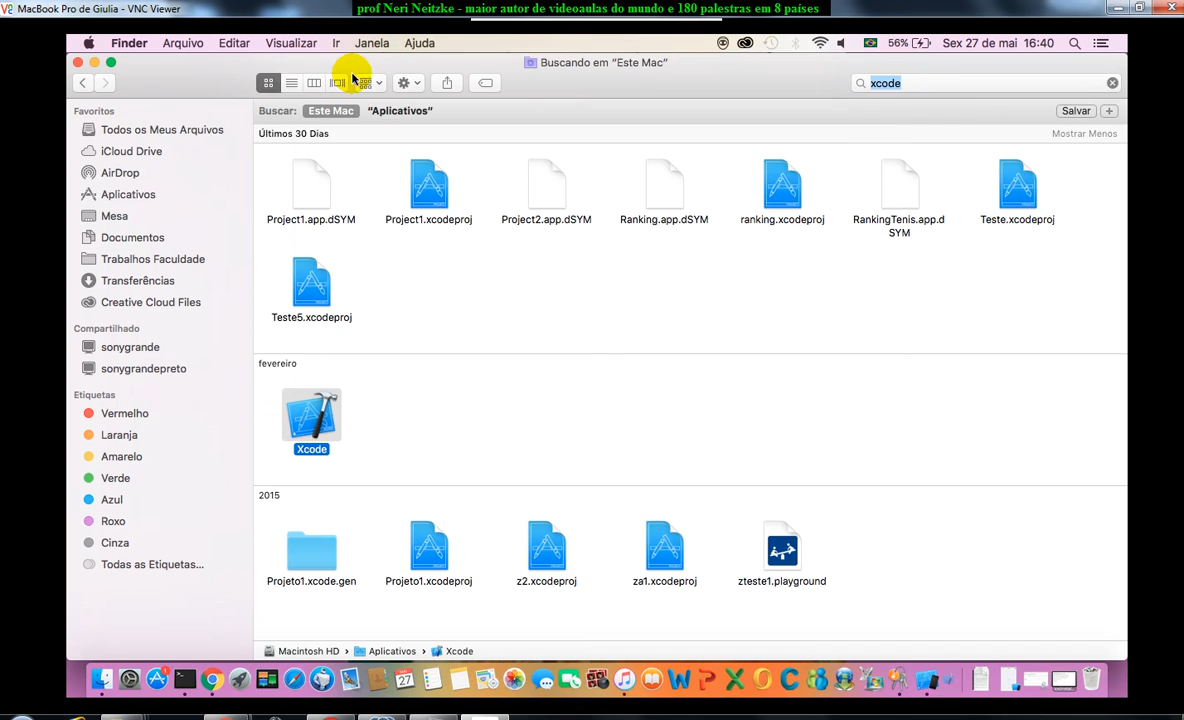 MacBook Pro de Giulia - VNC Viewer
prof Neri Neitzke - maior autor de videoaulas do mundo e 180 palestras em 8 países
Finder Arquivo Editar Visualizar Ir Janela Ajuda 56% Sex 27 de mai 16:40
Buscando em “Este Mac”
xcode
Favoritos
Buscar: Este Mac “Aplicativos” Salvar +
Todos os Meus Arquivos
Últimos 30 Dias Mostrar Menos
iCloud Drive
AirDrop
Aplicativos
Mesa
Project1.app.dSYM Project1.xcodeproj Project2.app.dSYM Ranking.app.dSYM ranking.xcodeproj RankingTenis.app.d Teste.xcodeproj
SYM
Documentos
Trabalhos Faculdade
Transferências
Creative Cloud Files
Teste5.xcodeproj
Compartilhado
sonygrande
fevereiro
sonygrandepreto
Etiquetas
Vermelho
Laranja
Xcode
Amarelo
Verde
2015
Azul
Roxo
Cinza
Todas as Etiquetas...
PROJECT
Projeto1.xcode.gen Projeto1.xcodeproj z2.xcodeproj za1.xcodeproj zteste1.playground
Macintosh HD › Aplicativos › Xcode
27